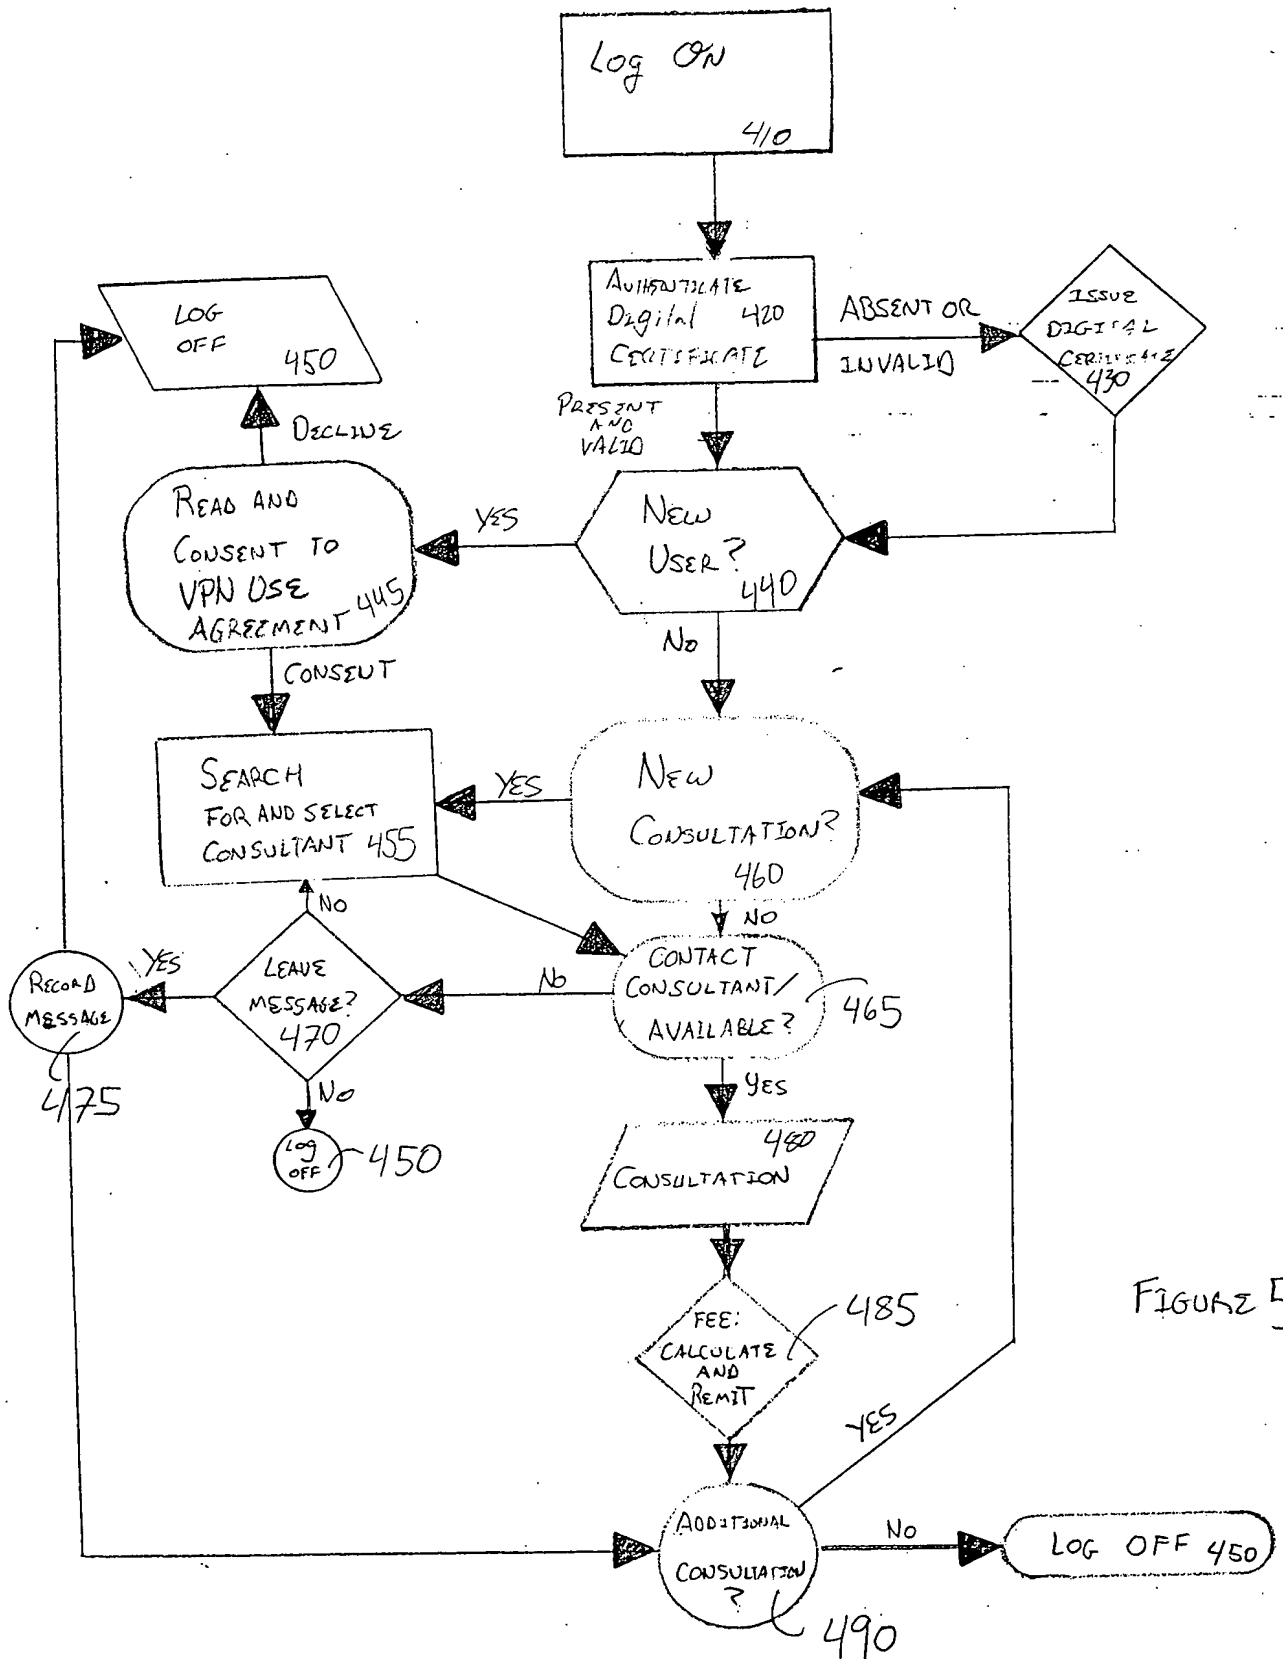 Log ON
410
AUTHENTICATE
Digital 420
CERTIFICATE
ABSENT OR
INVALID
ISSUE
DIGITAL
CERTIFICATE
430
LOG
OFF
450
DECLINE
PRESENT
AND
VALID
READ AND
CONSENT TO
VPN USE
AGREEMENT 445
YES
NEW
USER?
440
NO
CONSENT
SEARCH
FOR AND SELECT
CONSULTANT 455
YES
NEW
CONSULTATION?
460
NO
NO
CONTACT
CONSULTANT/
AVAILABLE?
465
NO
LEAVE
MESSAGE?
470
YES
RECORD
MESSAGE
475
NO
LOG
OFF
450
YES
480
CONSULTATION
FEE:
CALCULATE
AND
REMIT
485
FIGURE 5
YES
ADDITIONAL
CONSULTATION
?
490
NO
LOG OFF 450